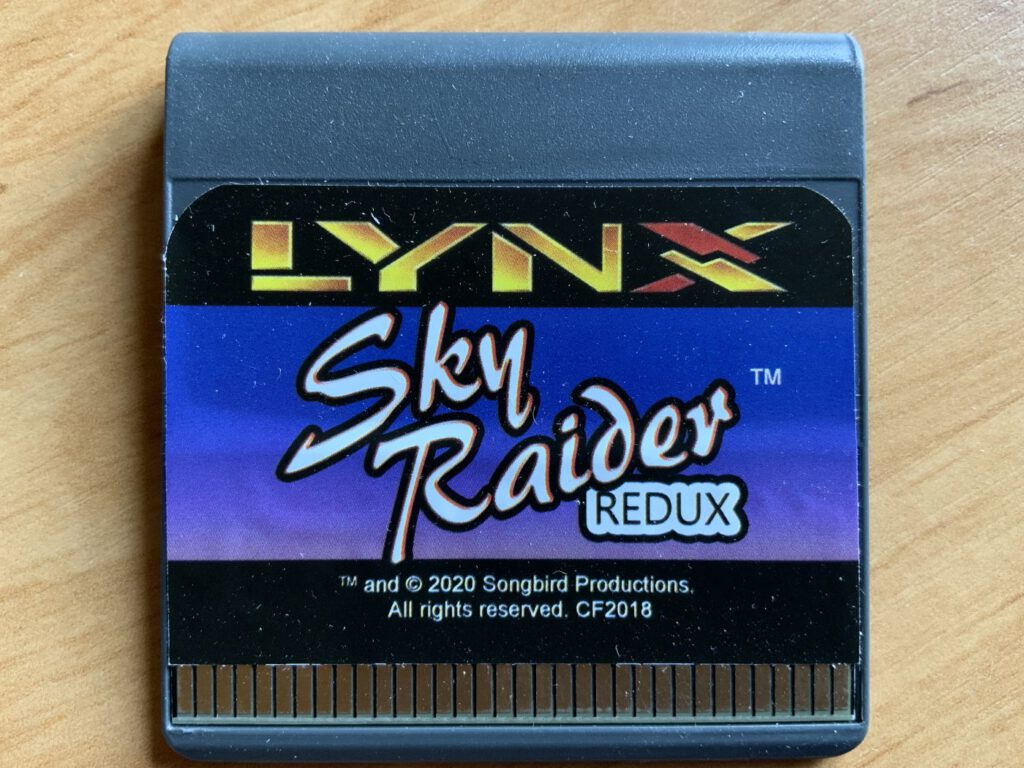 LYNX
Sky
Raider
™
REDUX
™ and © 2020 Songbird Productions.
All rights reserved. CF2018